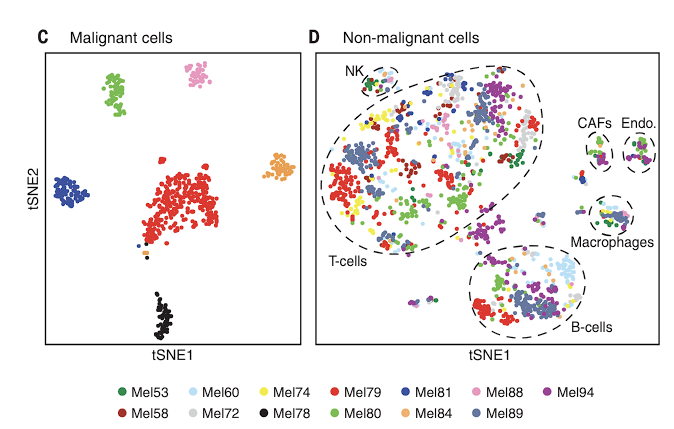 C Malignant cells
D Non-malignant cells
NK
CAFs Endo.
tSNE2
Macrophages
T-cells
B-cells
tSNE1
tSNE1
Mel53 Mel60 Mel74 Mel79 Mel81 Mel88 Mel94
Mel58 Mel72 Mel78 Mel80 Mel84 Mel89